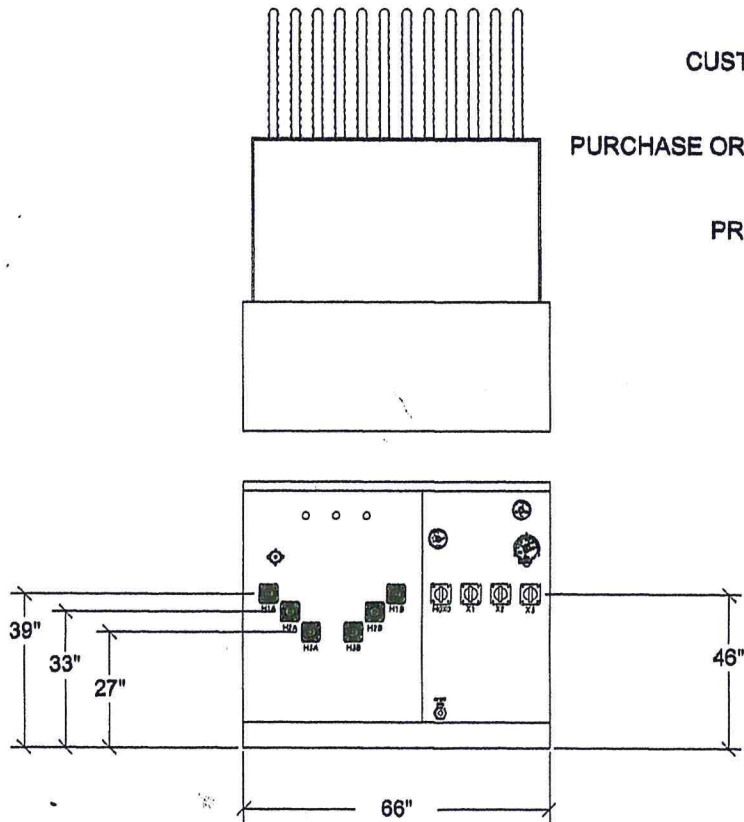 CUST
PURCHASE OR
PR
H1A
H1B
H0X0
X1
X2
X3
H2A
H2B
H3A
H3B
39"
33"
27"
46"
66"